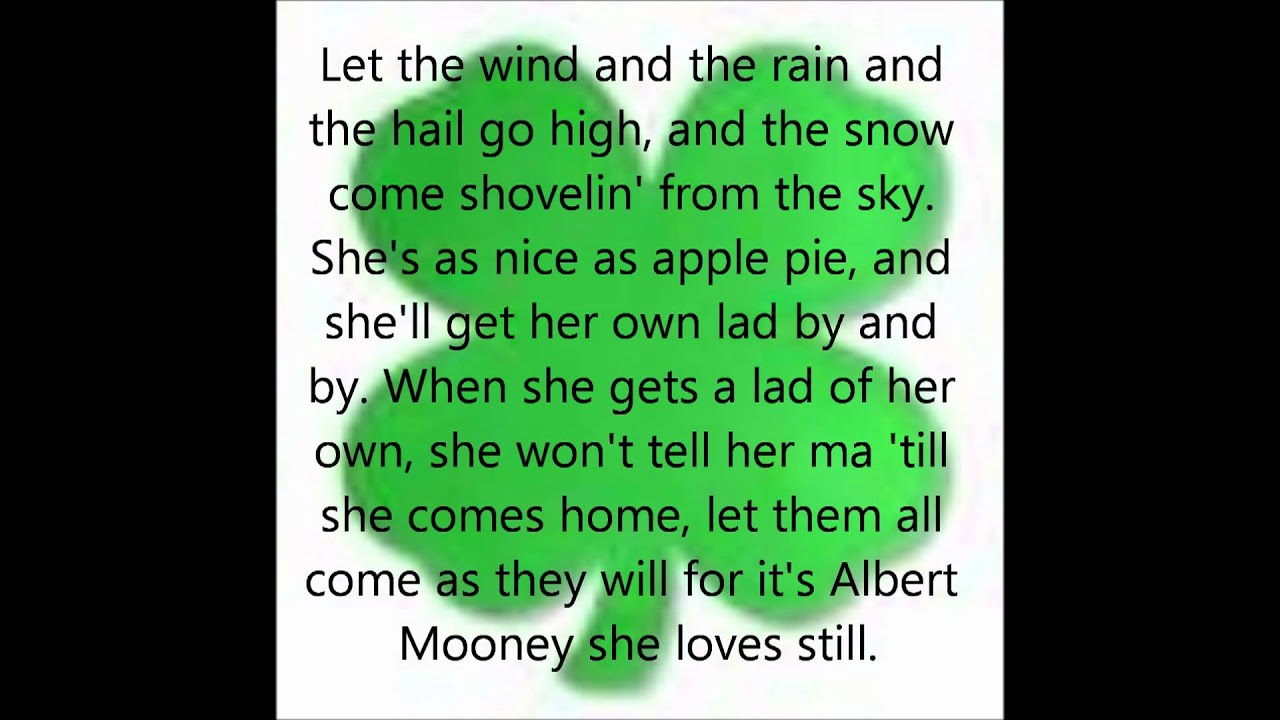 Let the wind and the rain and
the hail go high, and the snow
come shovelin' from the sky.
She's as nice as apple pie, and
she'll get her own lad by and
by. When she gets a lad of her
own, she won't tell her ma 'till
she comes home, let them all
come as they will for it's Albert
Mooney she loves still.